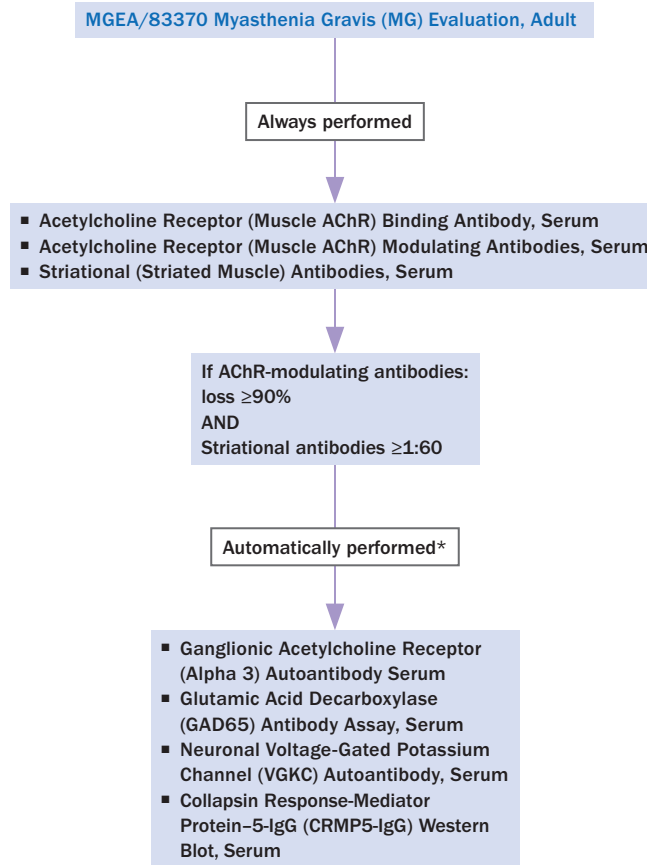 MGEA/83370 Myasthenia Gravis (MG) Evaluation, Adult
Always performed
▪ Acetylcholine Receptor (Muscle AChR) Binding Antibody, Serum
▪ Acetylcholine Receptor (Muscle AChR) Modulating Antibodies, Serum
▪ Striational (Striated Muscle) Antibodies, Serum
If AChR-modulating antibodies:
loss ≥90%
AND
Striational antibodies ≥1:60
Automatically performed*
▪ Ganglionic Acetylcholine Receptor
(Alpha 3) Autoantibody Serum
▪ Glutamic Acid Decarboxylase
(GAD65) Antibody Assay, Serum
▪ Neuronal Voltage-Gated Potassium
Channel (VGKC) Autoantibody, Serum
▪ Collapsin Response-Mediator
Protein–5-IgG (CRMP5-IgG) Western
Blot, Serum